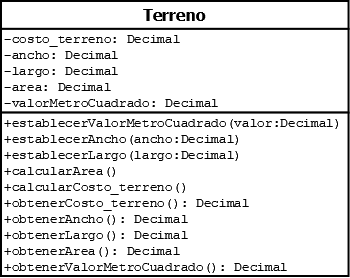 Terreno
-costo_terreno: Decimal
-ancho: Decimal
-largo: Decimal
-area: Decimal
-valorMetroCuadrado: Decimal
+establecerValorMetroCuadrado(valor:Decimal)
+establecerAncho(ancho:Decimal)
+establecerLargo(largo:Decimal)
+calcularArea()
+calcularCosto_terreno()
+obtenerCosto_terreno(): Decimal
+obtenerAncho(): Decimal
+obtenerLargo(): Decimal
+obtenerArea(): Decimal
+obtenerValorMetroCuadrado(): Decimal